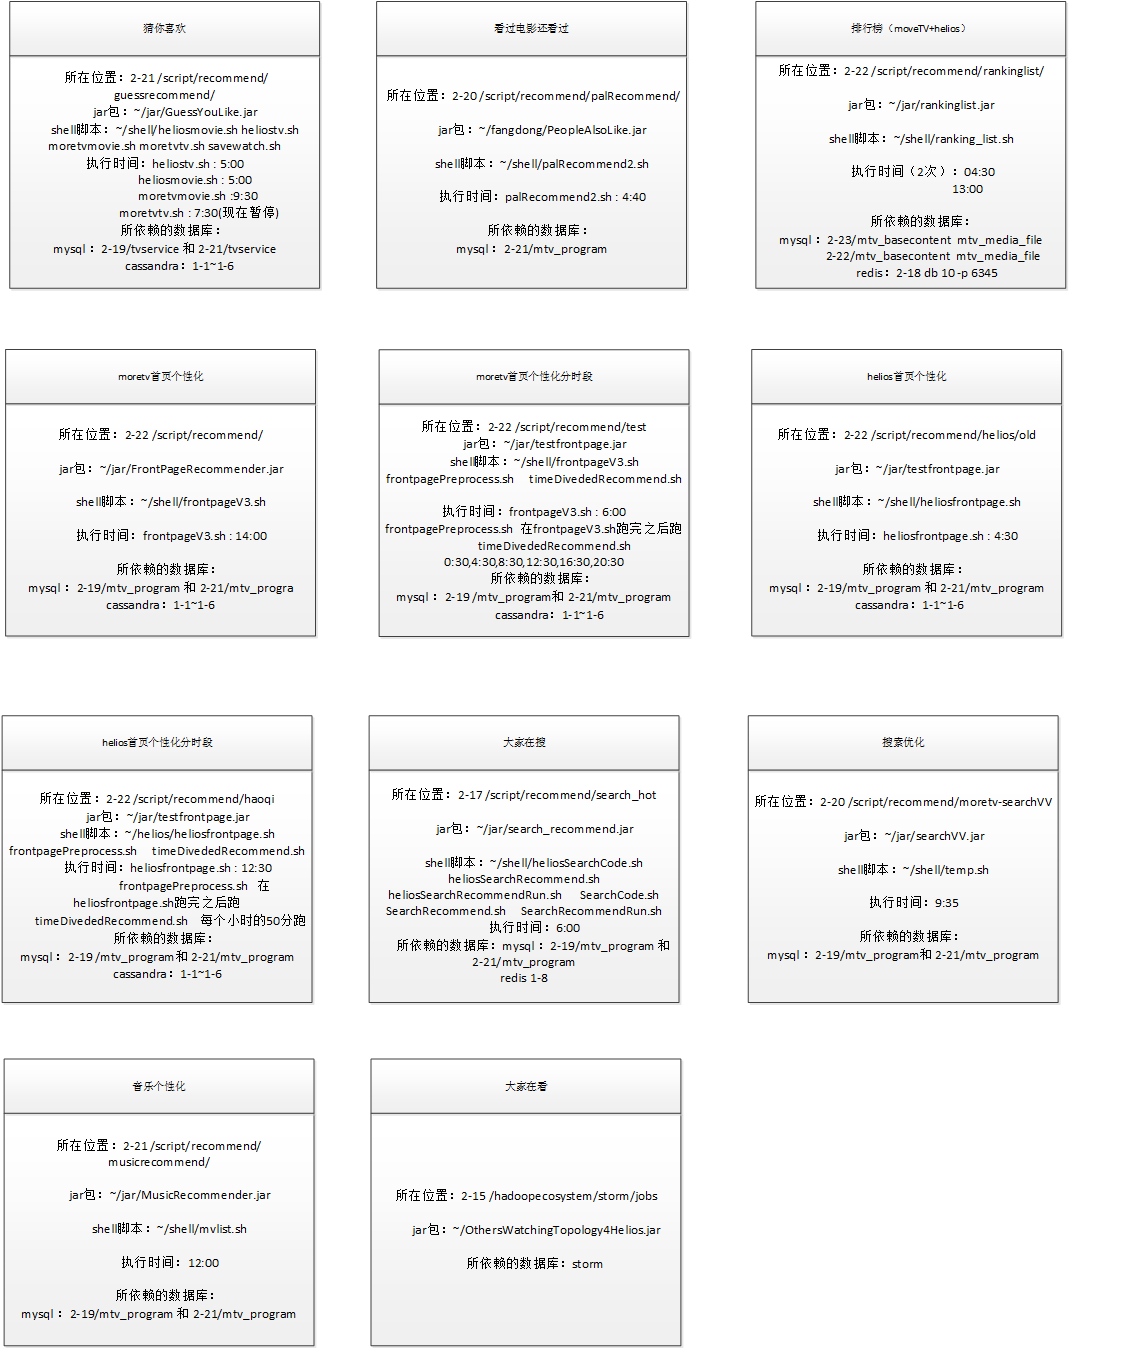 猜你喜欢
所在位置：2-21 /script/recommend/
guessrecommend/
jar包：~/jar/GuessYouLike.jar
shell脚本：~/shell/heliosmovie.sh heliostv.sh
moretvmovie.sh moretvtv.sh savewatch.sh
执行时间：heliostv.sh : 5:00
heliosmovie.sh : 5:00
moretvmovie.sh :9:30
moretvtv.sh : 7:30(现在暂停)
所依赖的数据库：
mysql：2-19/tvservice 和 2-21/tvservice
cassandra：1-1~1-6
看过电影还看过
所在位置：2-20 /script/recommend/palRecommend/
jar包：~/fangdong/PeopleAlsoLike.jar
shell脚本：~/shell/palRecommend2.sh
执行时间：palRecommend2.sh : 4:40
所依赖的数据库：
mysql：2-21/mtv_program
排行榜（moveTV+helios）
所在位置：2-22 /script/recommend/rankinglist/
jar包：~/jar/rankinglist.jar
shell脚本：~/shell/ranking_list.sh
执行时间（2次）：04:30
13:00
所依赖的数据库：
mysql：2-23/mtv_basecontent  mtv_media_file
2-22/mtv_basecontent  mtv_media_file
redis：2-18 db 10 -p 6345
moretv首页个性化
所在位置：2-22 /script/recommend/
jar包：~/jar/FrontPageRecommender.jar
shell脚本：~/shell/frontpageV3.sh
执行时间：frontpageV3.sh : 14:00
所依赖的数据库：
mysql：2-19/mtv_program 和 2-21/mtv_progra
cassandra：1-1~1-6
moretv首页个性化分时段
所在位置：2-22 /script/recommend/test
jar包：~/jar/testfrontpage.jar
shell脚本：~/shell/frontpageV3.sh
frontpagePreprocess.sh    timeDivededRecommend.sh
执行时间：frontpageV3.sh : 6:00
frontpagePreprocess.sh  在frontpageV3.sh跑完之后跑
timeDivededRecommend.sh
0:30,4:30,8:30,12:30,16:30,20:30
所依赖的数据库：
mysql：2-19 /mtv_program和 2-21/mtv_program
cassandra：1-1~1-6
helios首页个性化
所在位置：2-22 /script/recommend/helios/old
jar包：~/jar/testfrontpage.jar
shell脚本：~/shell/heliosfrontpage.sh
执行时间：heliosfrontpage.sh : 4:30
所依赖的数据库：
mysql：2-19/mtv_program 和 2-21/mtv_program
cassandra：1-1~1-6
helios首页个性化分时段
所在位置：2-22 /script/recommend/haoqi
jar包：~/jar/testfrontpage.jar
shell脚本：~/helios/heliosfrontpage.sh
frontpagePreprocess.sh    timeDivededRecommend.sh
执行时间：heliosfrontpage.sh : 12:30
frontpagePreprocess.sh  在
heliosfrontpage.sh跑完之后跑
timeDivededRecommend.sh   每个小时的50分跑
所依赖的数据库：
mysql：2-19 /mtv_program和 2-21/mtv_program
cassandra：1-1~1-6
大家在搜
所在位置：2-17 /script/recommend/search_hot
jar包：~/jar/search_recommend.jar
shell脚本：~/shell/heliosSearchCode.sh
heliosSearchRecommend.sh
heliosSearchRecommendRun.sh    SearchCode.sh
SearchRecommend.sh    SearchRecommendRun.sh
执行时间：6:00
所依赖的数据库：mysql：2-19/mtv_program 和
2-21/mtv_program
redis 1-8
搜素优化
所在位置：2-20 /script/recommend/moretv-searchVV
jar包：~/jar/searchVV.jar
shell脚本：~/shell/temp.sh
执行时间：9:35
所依赖的数据库：
mysql：2-19/mtv_program和 2-21/mtv_program
音乐个性化
所在位置：2-21 /script/recommend/
musicrecommend/
jar包：~/jar/MusicRecommender.jar
shell脚本：~/shell/mvlist.sh
执行时间：12:00
所依赖的数据库：
mysql：2-19/mtv_program 和 2-21/mtv_program
大家在看
所在位置：2-15 /hadoopecosystem/storm/jobs
jar包：~/OthersWatchingTopology4Helios.jar
所依赖的数据库：storm